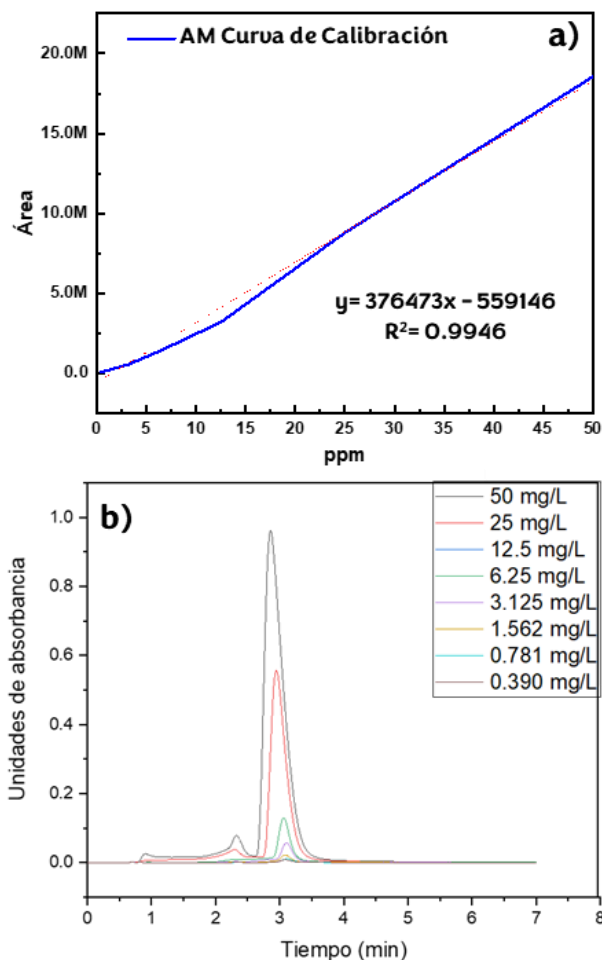 AM Curva de Calibración
a)
20.0M
15.0M
10.0M
5.0M
0.0
Área
y= 376473x - 559146
R²= 0.9946
0 5 10 15 20 25 30 35 40 45 50
ppm
b)
50 mg/L
25 mg/L
12.5 mg/L
6.25 mg/L
3.125 mg/L
1.562 mg/L
0.781 mg/L
0.390 mg/L
1.0
0.8
0.6
0.4
0.2
0.0
Unidades de absorbancia
0 1 2 3 4 5 6 7 8
Tiempo (min)